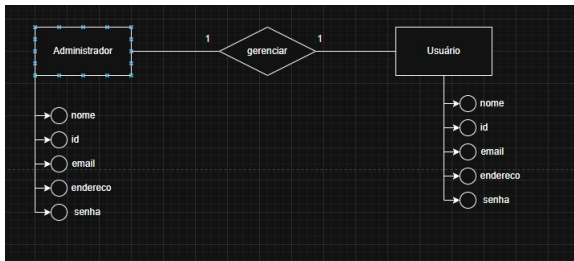 Administrador
1
gerenciar
1
Usuário
nome
id
email
endereco
senha
nome
id
email
endereco
senha